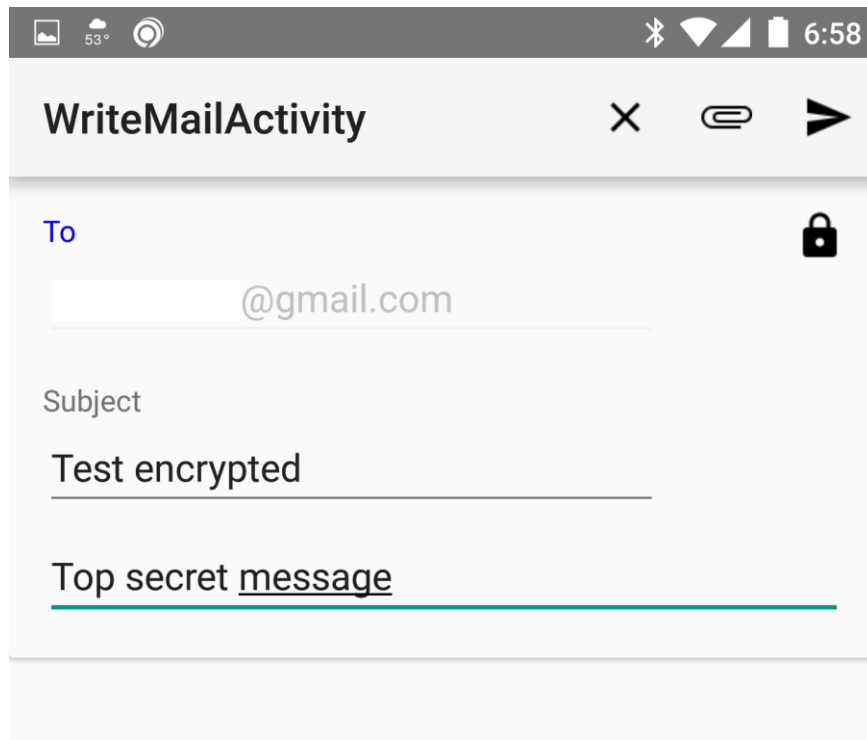 53° 6:58
WriteMailActivity
To
@gmail.com
Subject
Test encrypted
Top secret message